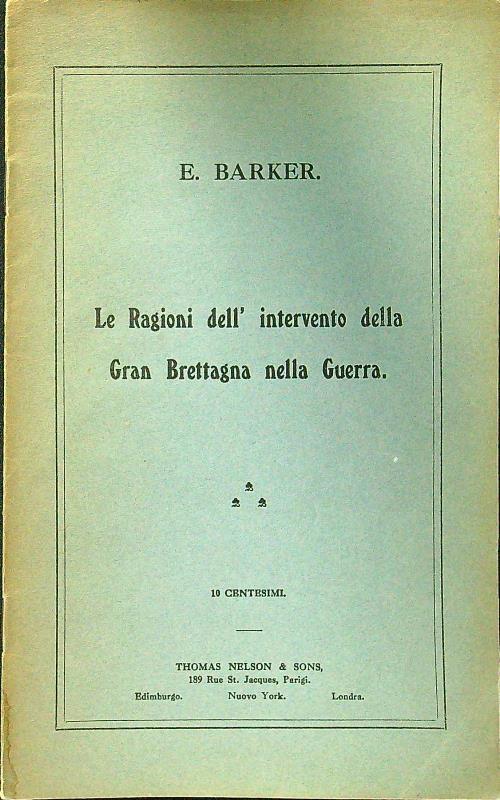 E. BARKER.
Le Ragioni dell' intervento della
Gran Brettagna nella Guerra.
10 CENTESIMI.
THOMAS NELSON & SONS,
189 Rue St. Jacques, Parigi.
Edimburgo. Nuovo York. Londra.